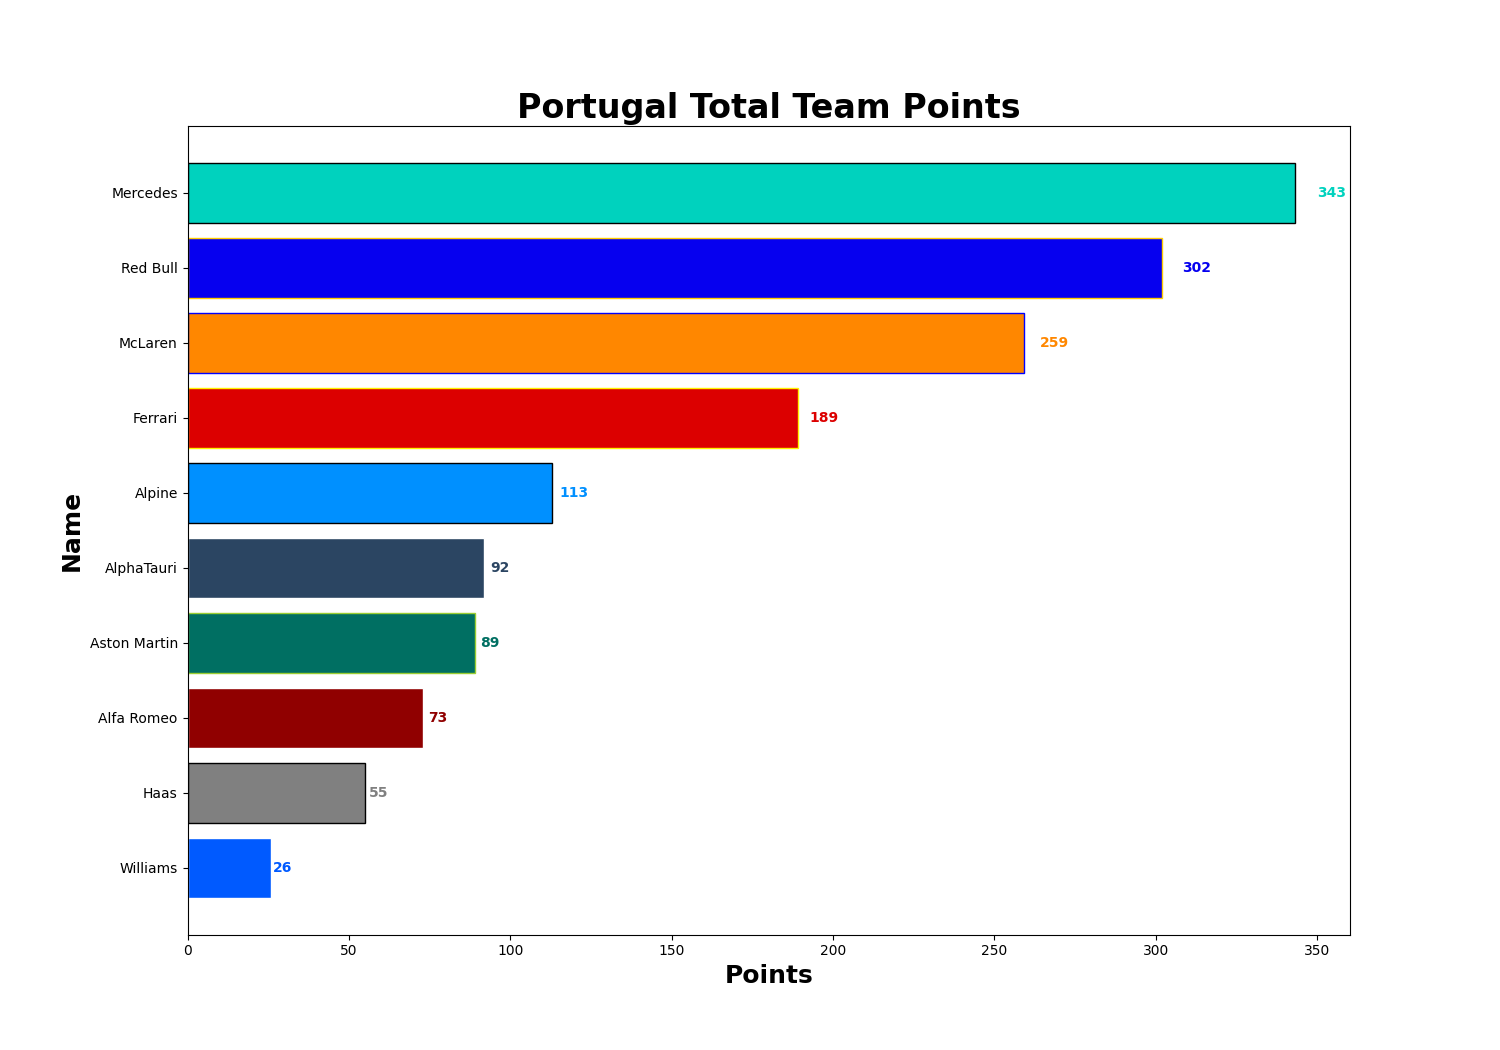 Portugal Total Team Points
Mercedes 343
Red Bull 302
McLaren 259
Ferrari 189
Alpine 113
Name
AlphaTauri 92
Aston Martin 89
Alfa Romeo 73
Haas 55
Williams 26
0 50 100 150 200 250 300 350
Points